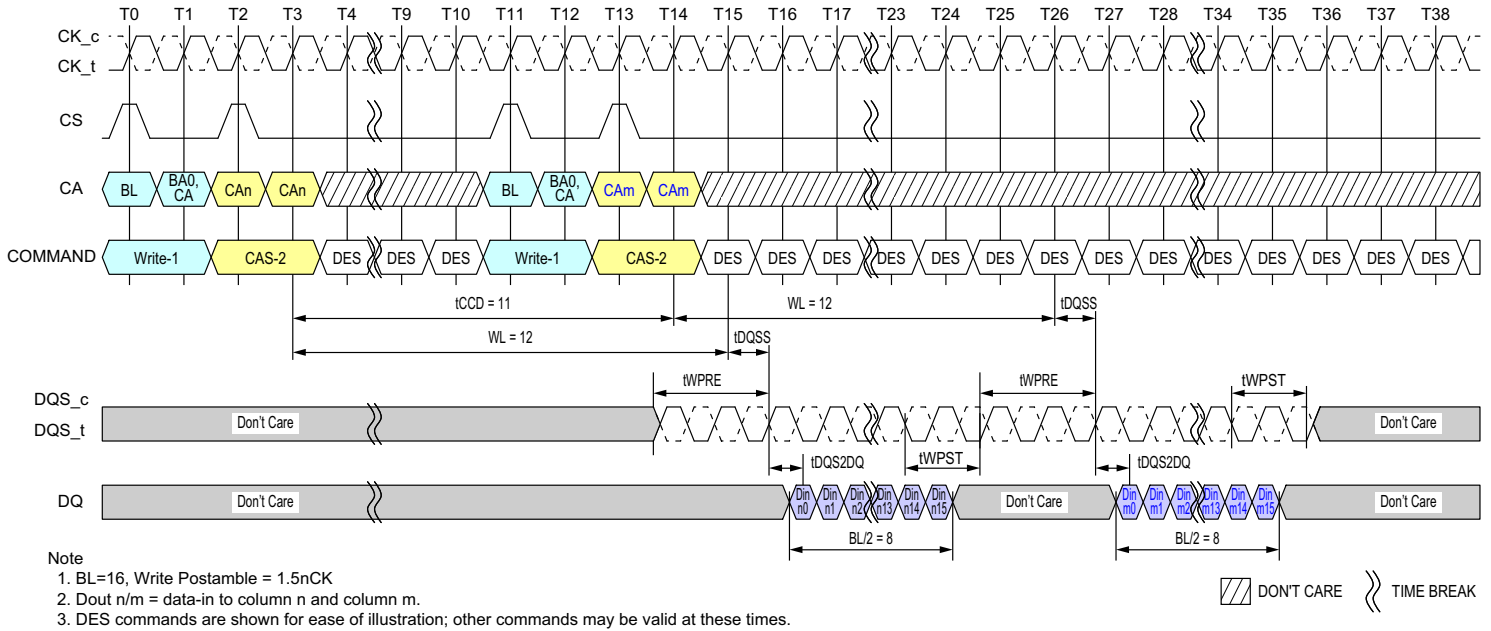 T0 T1 T2 T3 T4 T9 T10 T11 T12 T13 T14 T15 T16 T17 T23 T24 T25 T26 T27 T28 T34 T35 T36 T37 T38
CK_c
CK_t
CS
CA BL BA0, CA CAn CAn BL BA0, CA CAm CAm
COMMAND Write-1 CAS-2 DES DES DES Write-1 CAS-2 DES DES DES DES DES DES DES DES DES DES DES DES DES DES
tCCD = 11 WL = 12 tDQSS
WL = 12 tDQSS
tWPRE tWPRE tWPST
DQS_c
DQS_t Don't Care Don't Care
tDQS2DQ tWPST tDQS2DQ
DQ Don't Care Din n0 Din n1 Din n2 Din n13 Din n14 Din n15 Don't Care Din m0 Din m1 Din m2 Din m13 Din m14 Din m15 Don't Care
BL/2 = 8 BL/2 = 8
Note
1. BL=16, Write Postamble = 1.5nCK
2. Dout n/m = data-in to column n and column m.
3. DES commands are shown for ease of illustration; other commands may be valid at these times.
DON'T CARE TIME BREAK